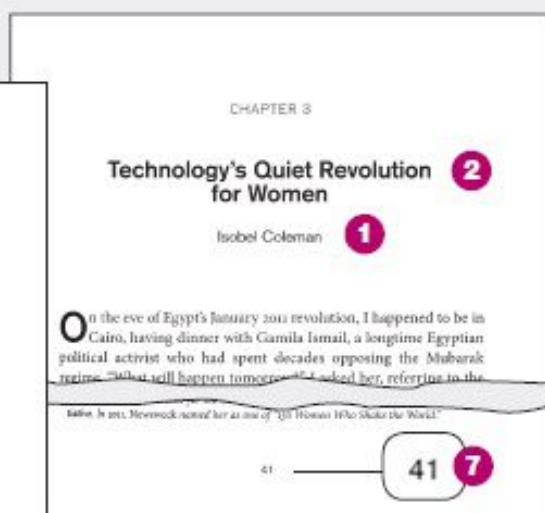 CHAPTER 3
Technology's Quiet Revolution
for Women
2
Isobel Coleman
1
On the eve of Egypt's January 2011 revolution, I happened to be in
Cairo, having dinner with Gamila Ismail, a longtime Egyptian
political activist who had spent decades opposing the Mubarak
regime. "What will happen tomorrow?" I asked her, referring to the
Editor. In 2011, Newsweek named her as one of "150 Women Who Shake the World."
41
41
7